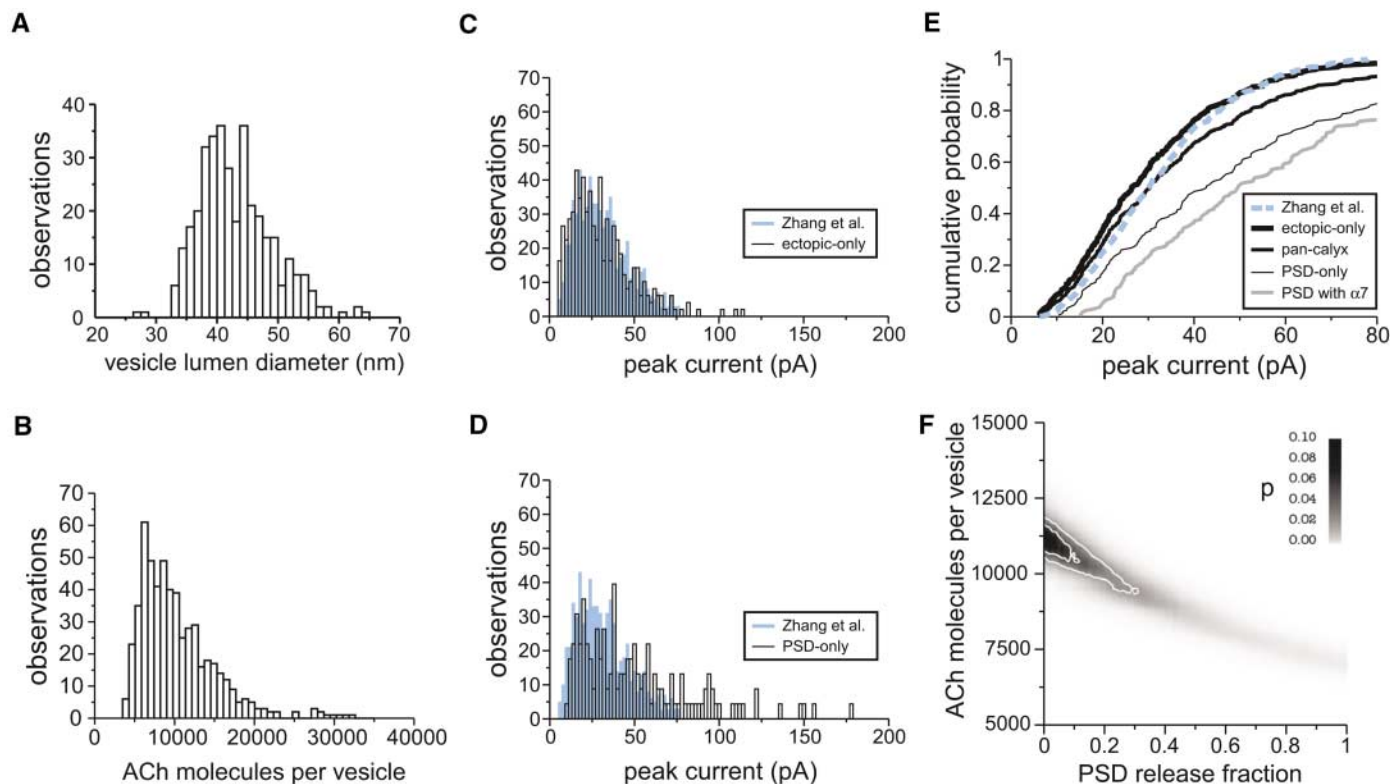 A
observations
40
30
20
10
0
20 30 40 50 60 70
vesicle lumen diameter (nm)
B
observations
70
60
50
40
30
20
10
0
0 10000 20000 30000 40000
ACh molecules per vesicle
C
observations
70
60
50
40
30
20
10
0
Zhang et al.
ectopic-only
0 50 100 150 200
peak current (pA)
D
observations
70
60
50
40
30
20
10
0
Zhang et al.
PSD-only
0 50 100 150 200
peak current (pA)
E
cumulative probability
1
0.8
0.6
0.4
0.2
0
Zhang et al.
ectopic-only
pan-calyx
PSD-only
PSD with α7
0 20 40 60 80
peak current (pA)
F
ACh molecules per vesicle
15000
12500
10000
7500
5000
p
0.10
0.08
0.06
0.04
0.02
0.00
0 0.2 0.4 0.6 0.8 1
PSD release fraction